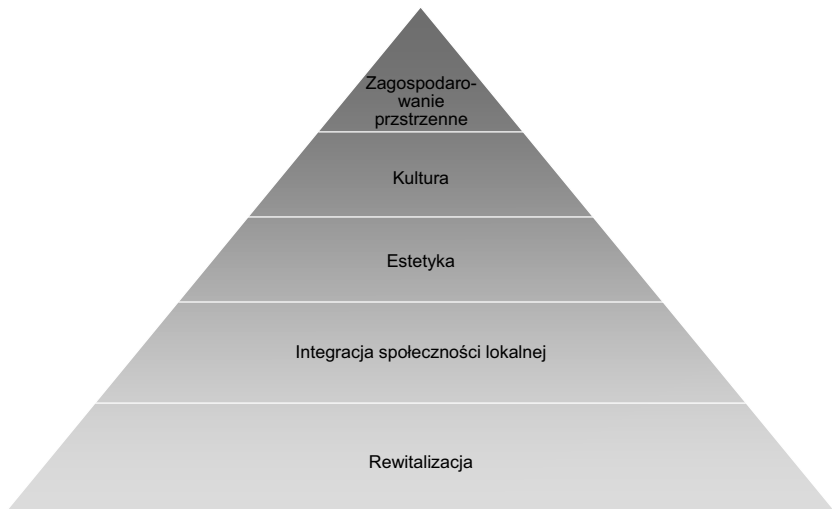 Zagospodaro-
wanie
przstrzenne
Kultura
Estetyka
Integracja społeczności lokalnej
Rewitalizacja